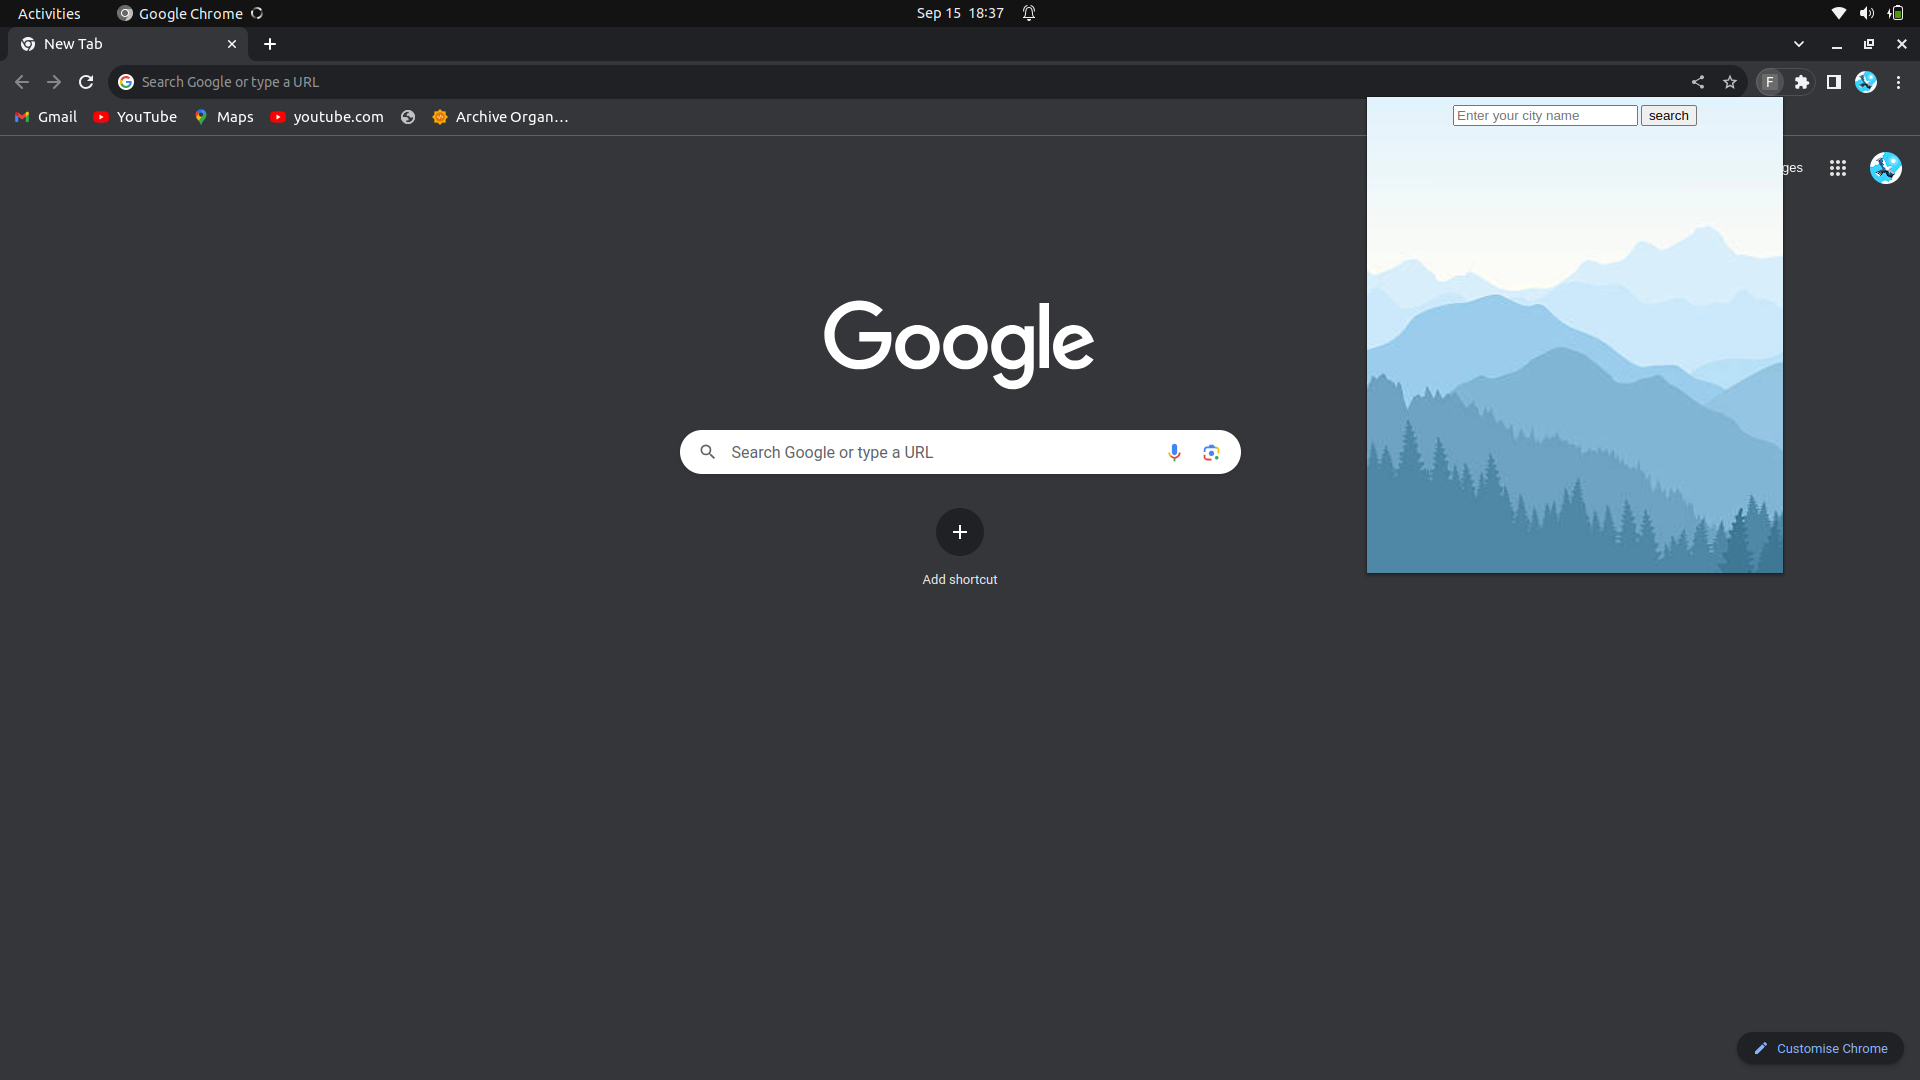 Activities
Google Chrome
Sep 15 18:37
New Tab
Search Google or type a URL
F
Gmail
YouTube
Maps
youtube.com
Archive Organ…
Enter your city name
search
ges
Google
Search Google or type a URL
Add shortcut
Customise Chrome